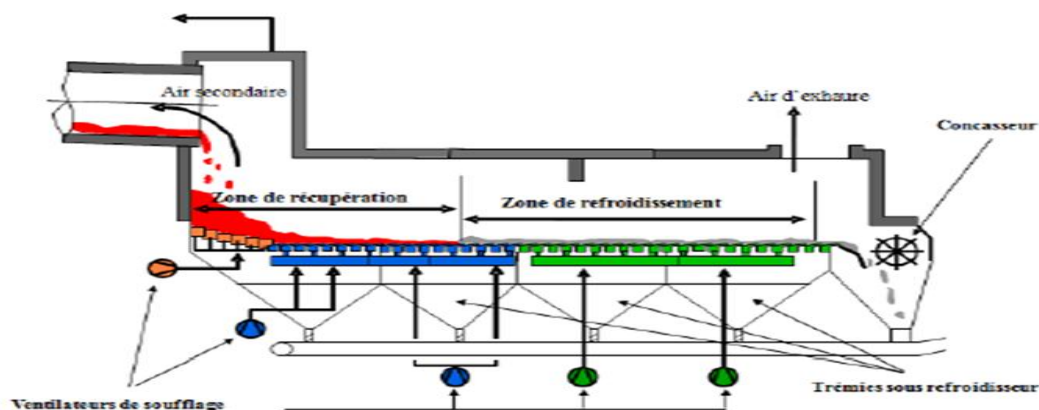 Air secondaire
Air d'exhaure
Concasseur
Zone de récupération
Zone de refroidissement
Ventilateurs de soufflage
Trémies sous refroidisseur